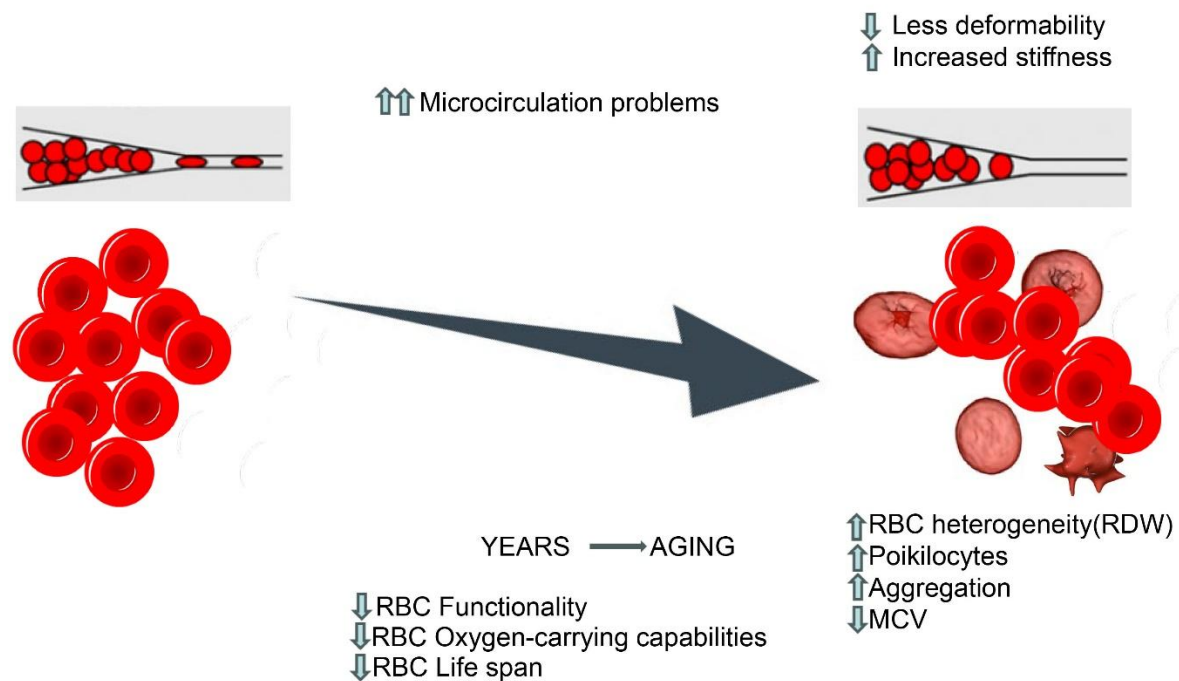 Less deformability
Increased stiffness
Microcirculation problems
YEARS AGING
RBC Functionality
RBC Oxygen-carrying capabilities
RBC Life span
RBC heterogeneity(RDW)
Poikilocytes
Aggregation
MCV